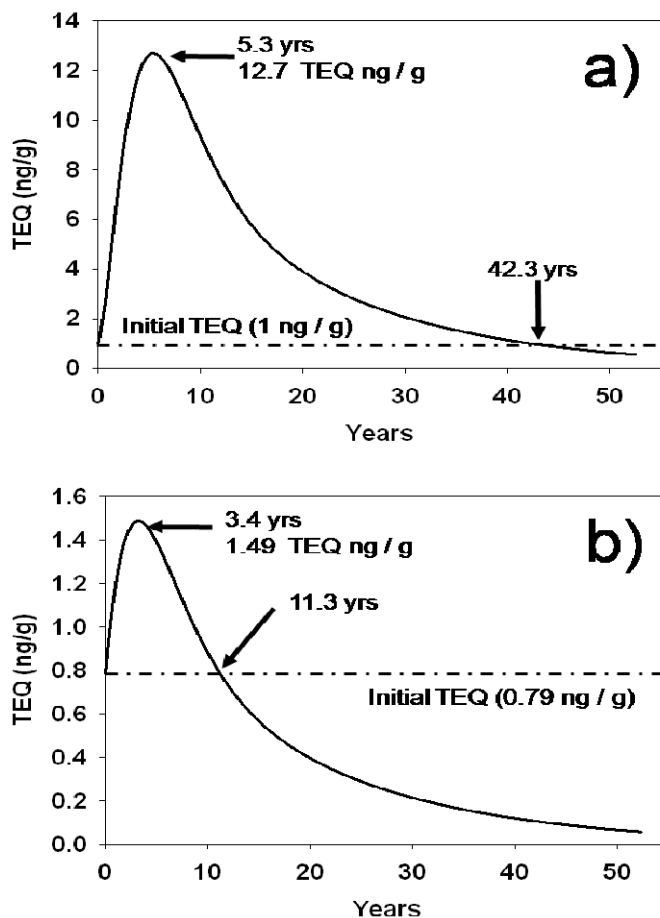 14
12
10
8
6
4
2
0
TEQ (ng/g)
5.3 yrs
12.7 TEQ ng / g
a)
42.3 yrs
Initial TEQ (1 ng / g)
0 10 20 30 40 50
Years
1.6
1.4
1.2
1.0
0.8
0.6
0.4
0.2
0.0
TEQ (ng/g)
3.4 yrs
1.49 TEQ ng / g
b)
11.3 yrs
Initial TEQ (0.79 ng / g)
0 10 20 30 40 50
Years